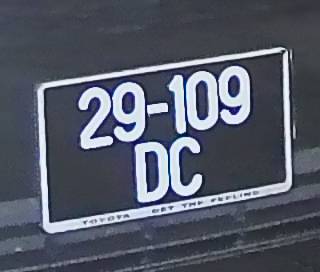 29-109
DC
TOYOTA GET THE FEELING